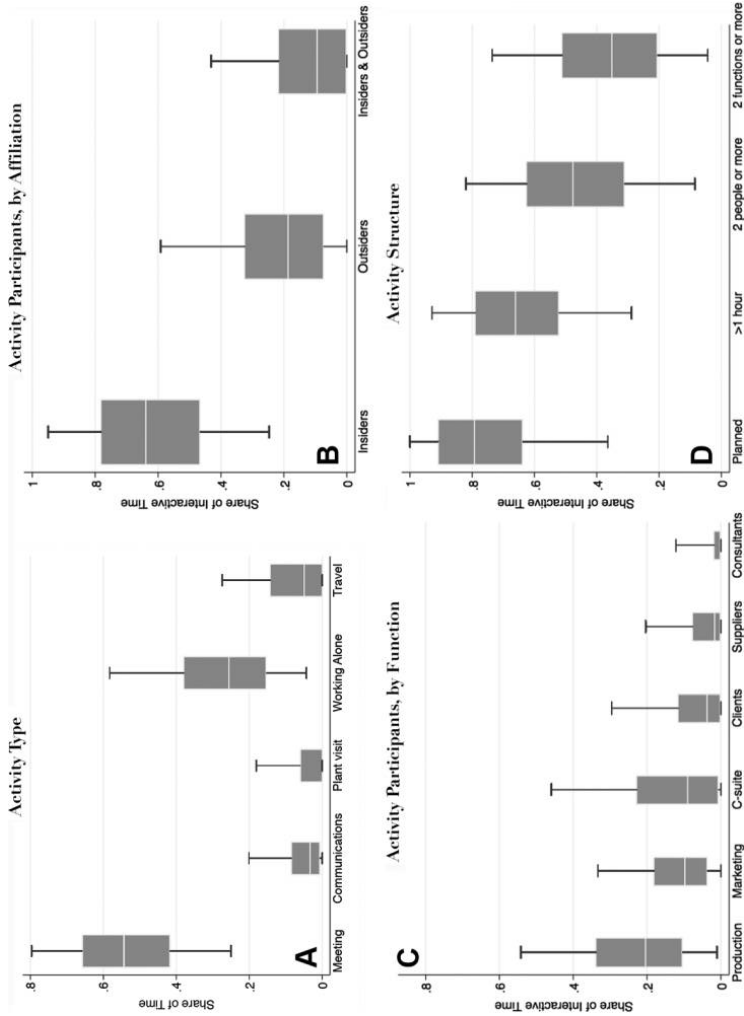 Activity Type
A
Share of Time
.8
.6
.4
.2
0
Meeting Communications Plant visit Working Alone Travel
Activity Participants, by Affiliation
B
Share of Interactive Time
1
.8
.6
.4
.2
0
Insiders Outsiders Insiders & Outsiders
Activity Participants, by Function
C
Share of Interactive Time
.8
.6
.4
.2
0
Production Marketing C-suite Clients Suppliers Consultants
Activity Structure
D
Share of Interactive Time
1
.8
.6
.4
.2
0
Planned >1 hour 2 people or more 2 functions or more